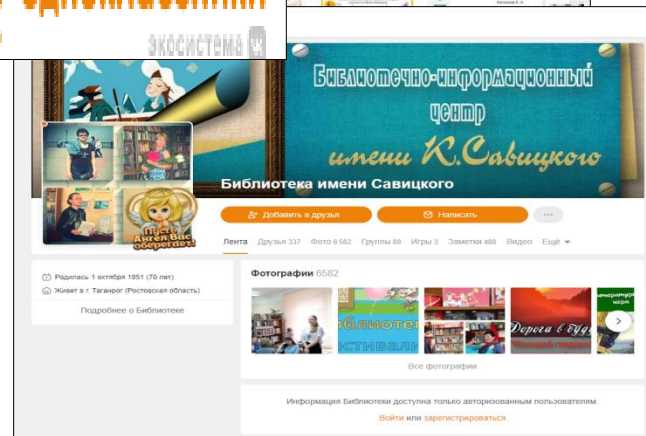 экосистема
Библиотечно-информационный
центр
имени К.Савицкого
Пусть
Ангел Вас
оберегает!
Библиотека имени Савицкого
Добавить в друзья
Написать
Лента Друзья 337 Фото 6 582 Группы 88 Игры 3 Заметки 488 Видео Ещё
Родилась 1 октября 1951 (70 лет)
Живет в г. Таганрог (Ростовская область)
Подробнее о Библиотеке
Фотографии 6582
Дорога в
Все фотографии
Информация Библиотеки доступна только авторизованным пользователям.
Войти или зарегистрироваться